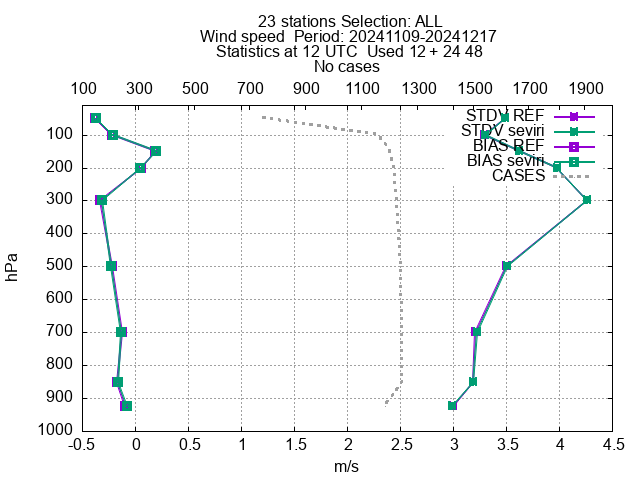 23 stations Selection: ALL
Wind speed  Period: 20241109-20241217
Statistics at 12 UTC  Used 12 + 24 48
No cases
100 300 500 700 900 1100 1300 1500 1700 1900
STDV REF
STDV seviri
BIAS REF
BIAS seviri
CASES
100
200
300
400
500
600
700
800
900
1000
hPa
-0.5 0 0.5 1 1.5 2 2.5 3 3.5 4 4.5
m/s